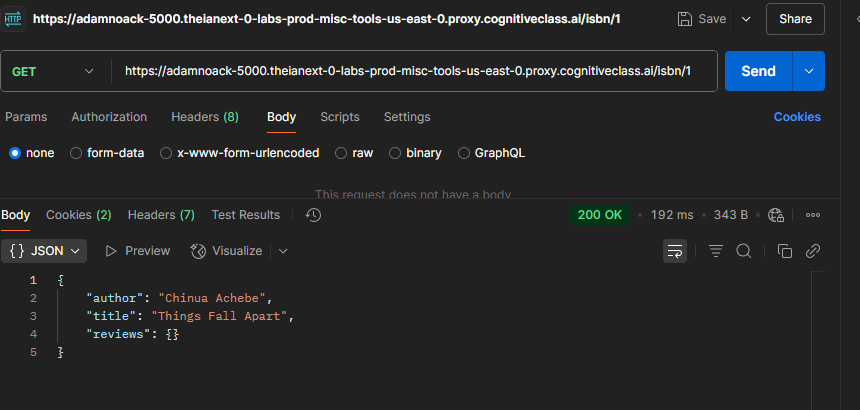 HTTP https://adamnoack-5000.theianext-0-labs-prod-misc-tools-us-east-0.proxy.cognitiveclass.ai/isbn/1 Save Share
GET https://adamnoack-5000.theianext-0-labs-prod-misc-tools-us-east-0.proxy.cognitiveclass.ai/isbn/1 Send
Params Authorization Headers (8) Body Scripts Settings Cookies
none form-data x-www-form-urlencoded raw binary GraphQL
This request does not have a body
Body Cookies (2) Headers (7) Test Results 200 OK 192 ms 343 B
{} JSON Preview Visualize
1 {
2 "author": "Chinua Achebe",
3 "title": "Things Fall Apart",
4 "reviews": {}
5 }